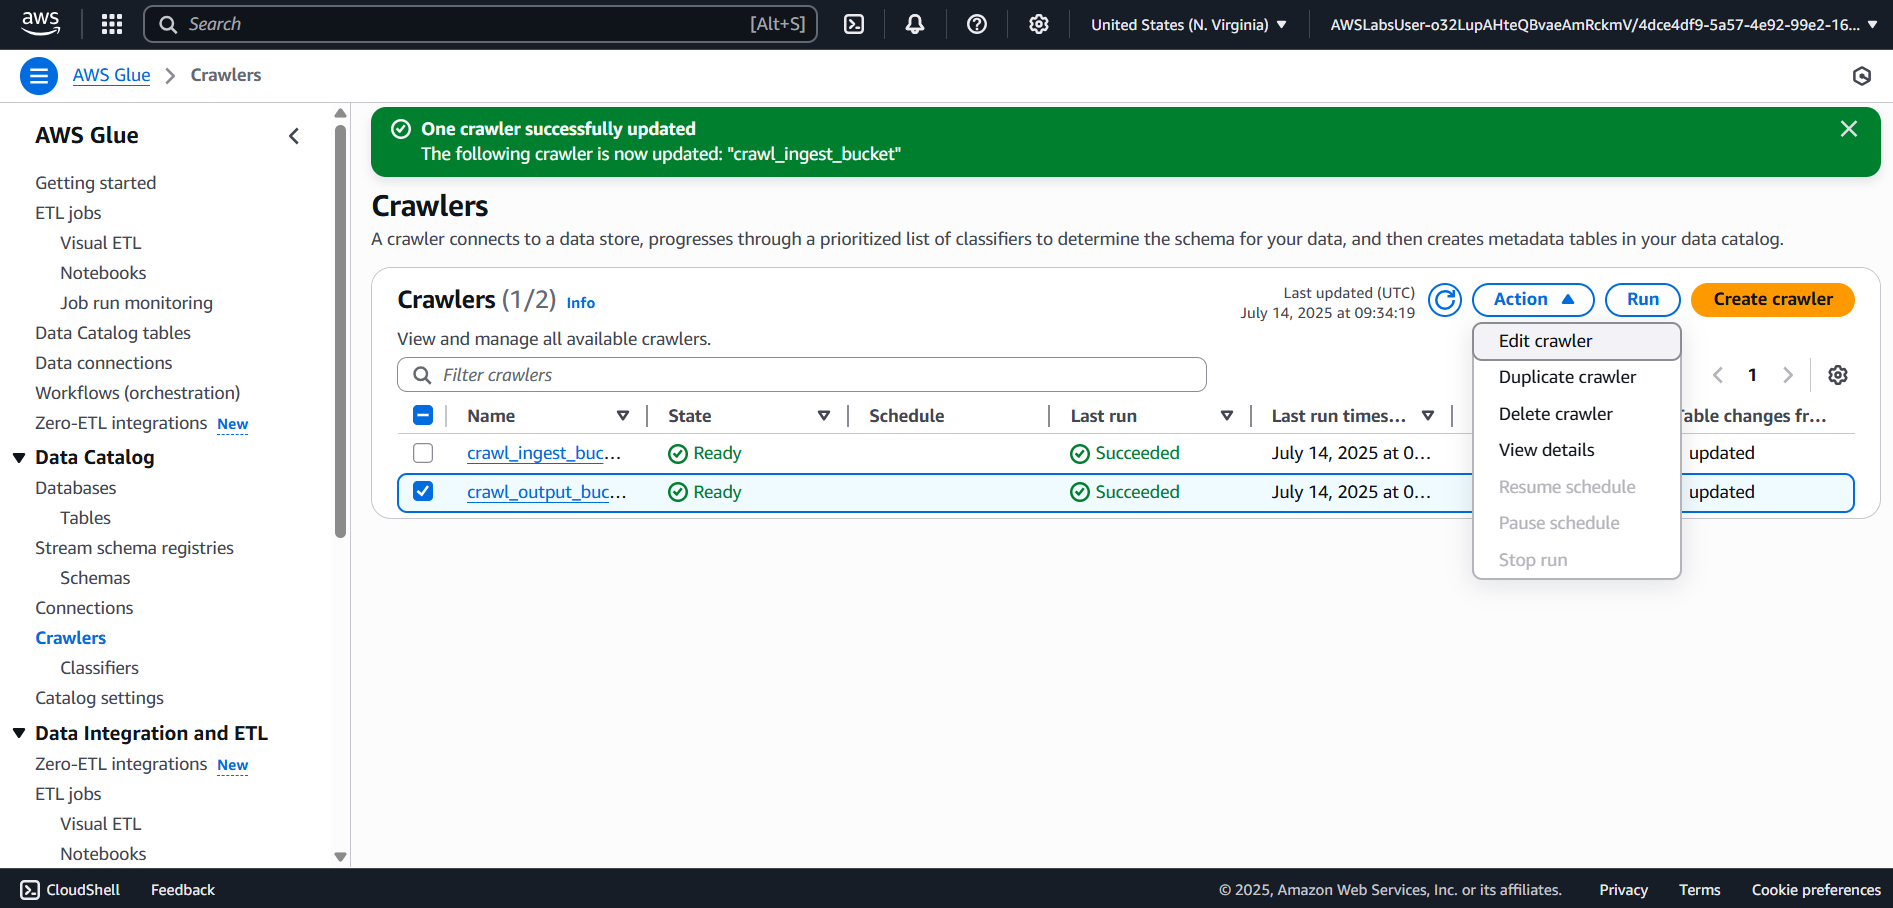 aws
Search [Alt+S]
United States (N. Virginia)
AWSLabsUser-o32LupAHteQBvaeAmRckmV/4dce4df9-5a57-4e92-99e2-16...
AWS Glue
Crawlers
AWS Glue
Getting started
ETL jobs
Visual ETL
Notebooks
Job run monitoring
Data Catalog tables
Data connections
Workflows (orchestration)
Zero-ETL integrations New
Data Catalog
Databases
Tables
Stream schema registries
Schemas
Connections
Crawlers
Classifiers
Catalog settings
Data Integration and ETL
Zero-ETL integrations New
ETL jobs
Visual ETL
Notebooks
One crawler successfully updated
The following crawler is now updated: "crawl_ingest_bucket"
Crawlers
A crawler connects to a data store, progresses through a prioritized list of classifiers to determine the schema for your data, and then creates metadata tables in your data catalog.
Crawlers (1/2) Info
Last updated (UTC)
July 14, 2025 at 09:34:19
Action
Run
Create crawler
View and manage all available crawlers.
Filter crawlers
1
Edit crawler
Duplicate crawler
Delete crawler
View details
Resume schedule
Pause schedule
Stop run
Name State Schedule Last run Last run times... Table changes fr...
crawl_ingest_buc... Ready Succeeded July 14, 2025 at 0... updated
crawl_output_buc... Ready Succeeded July 14, 2025 at 0... updated
CloudShell
Feedback
© 2025, Amazon Web Services, Inc. or its affiliates.
Privacy
Terms
Cookie preferences